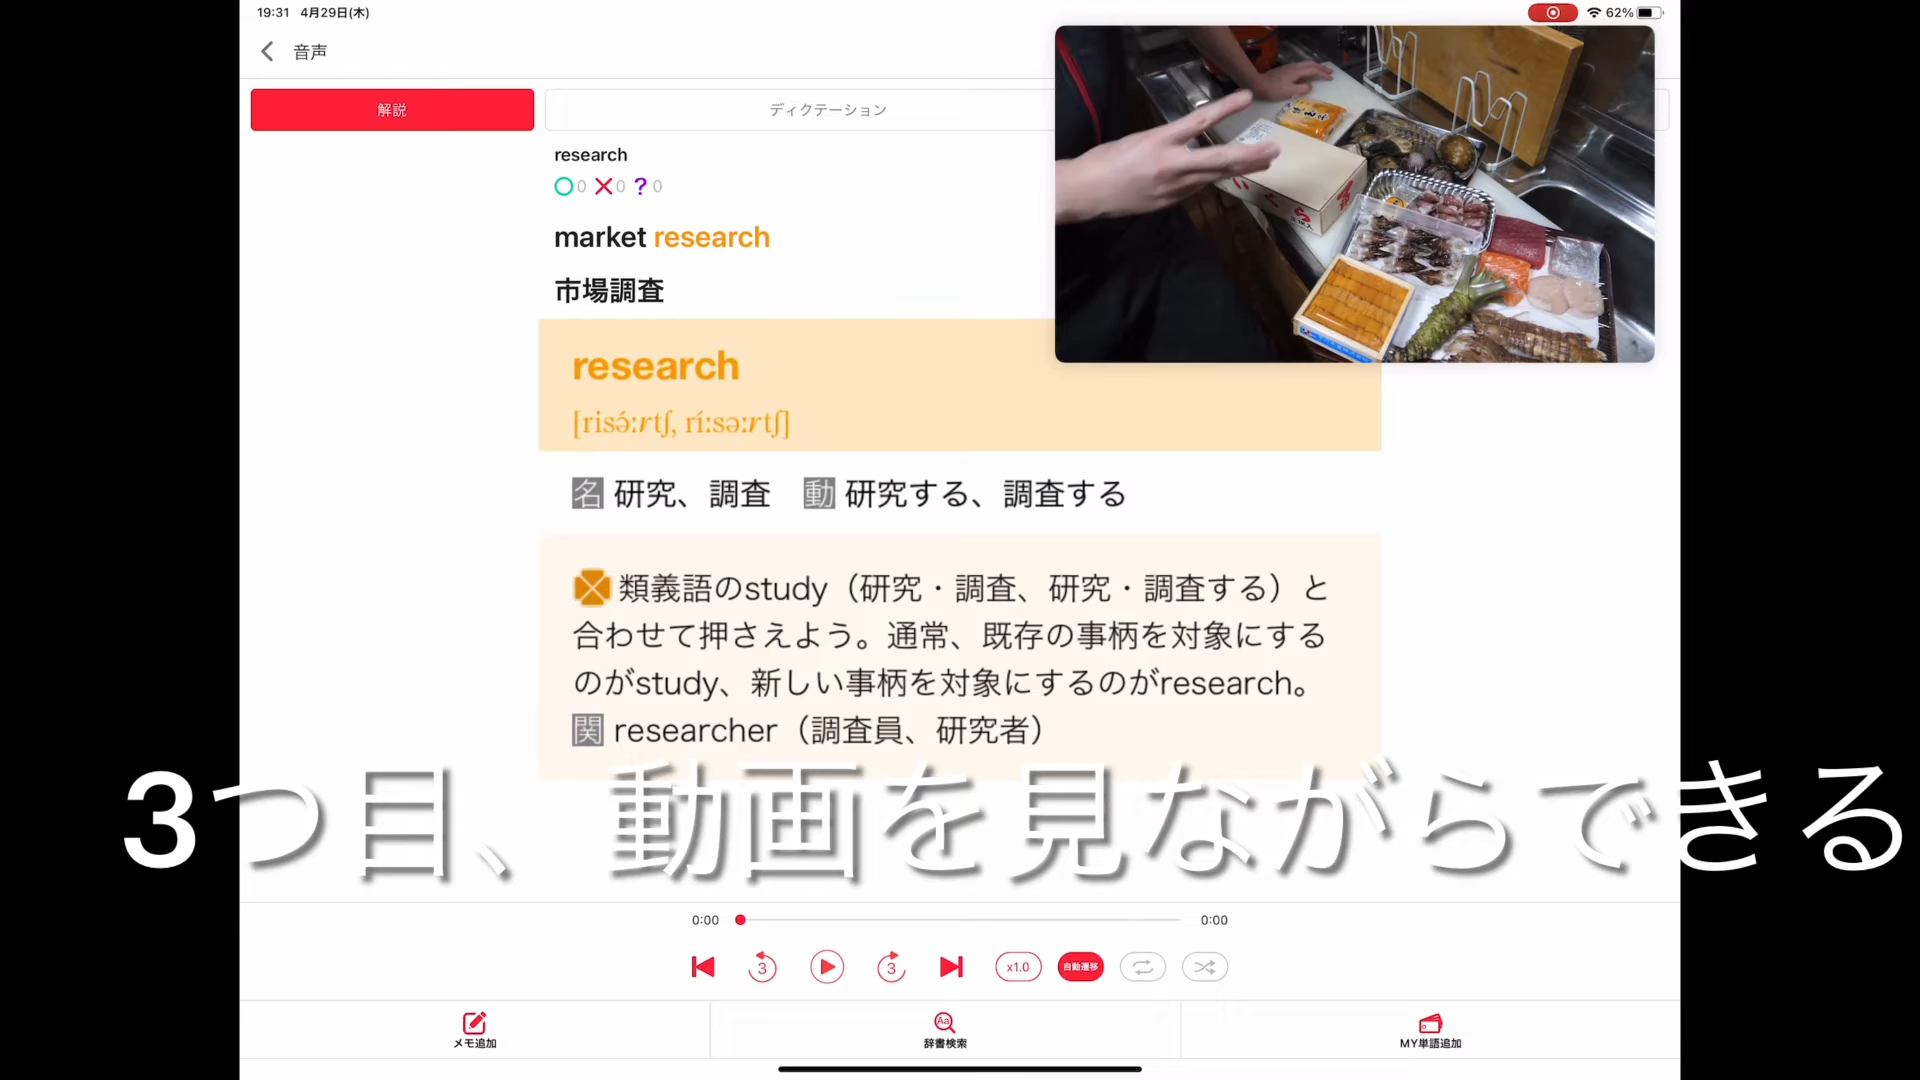 19:31 4月29日(木)
62%
音声
解説
ディクテーション
research
0 0 ? 0
market research
市場調査
research
[risə́ːrtʃ, ríːsəːrtʃ]
名 研究、調査 動 研究する、調査する
類義語のstudy（研究・調査、研究・調査する）と
合わせて押さえよう。通常、既存の事柄を対象にする
のがstudy、新しい事柄を対象にするのがresearch。
関 researcher（調査員、研究者）
3つ目、動画を見ながらできる
0:00 0:00
3 3 x1.0 自動遷移
メモ追加 辞書検索 MY単語追加